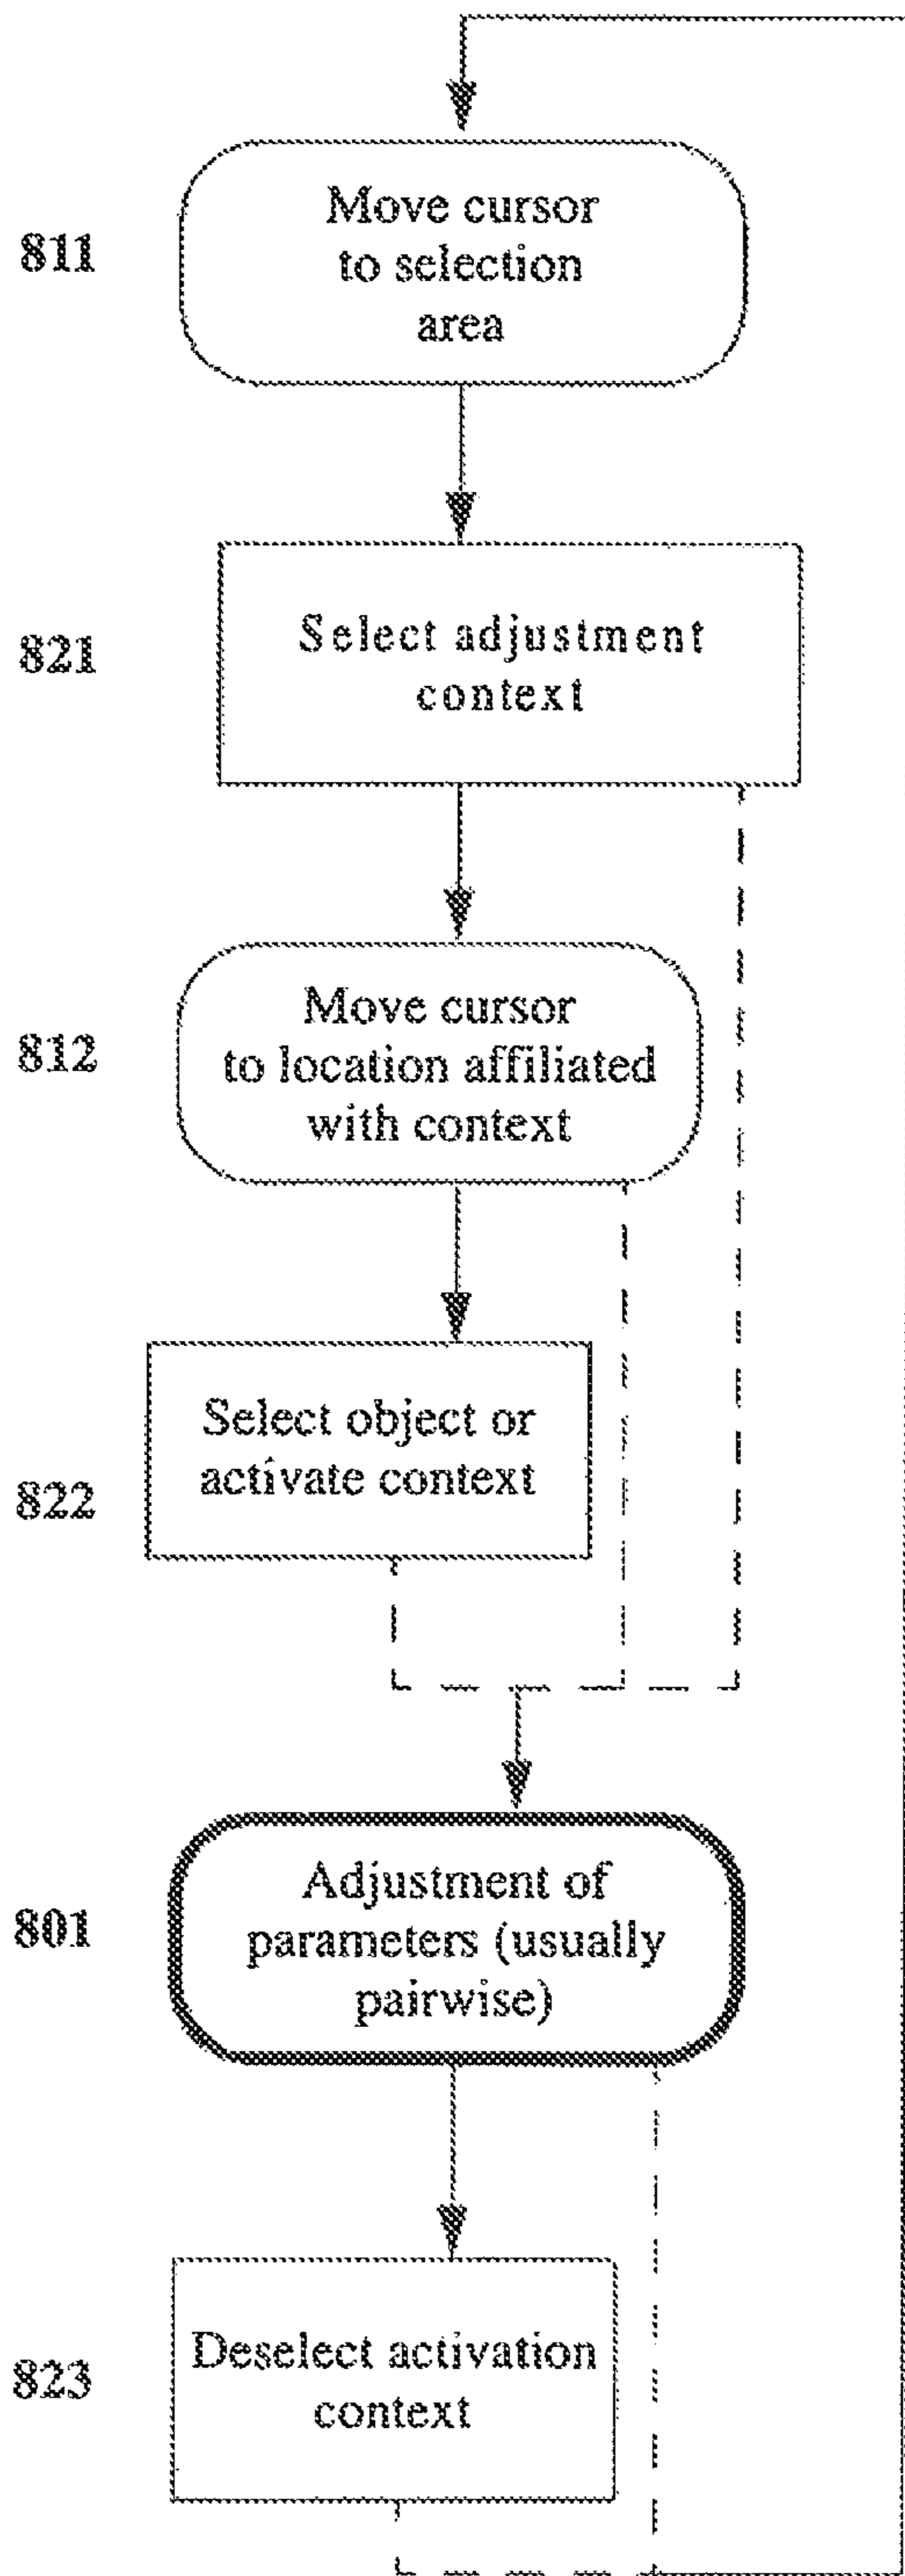 811
Move cursor
to selection
area
821
Select adjustment
context
812
Move cursor
to location affiliated
with context
822
Select object or
activate context
801
Adjustment of
parameters (usually
pairwise)
823
Deselect activation
context